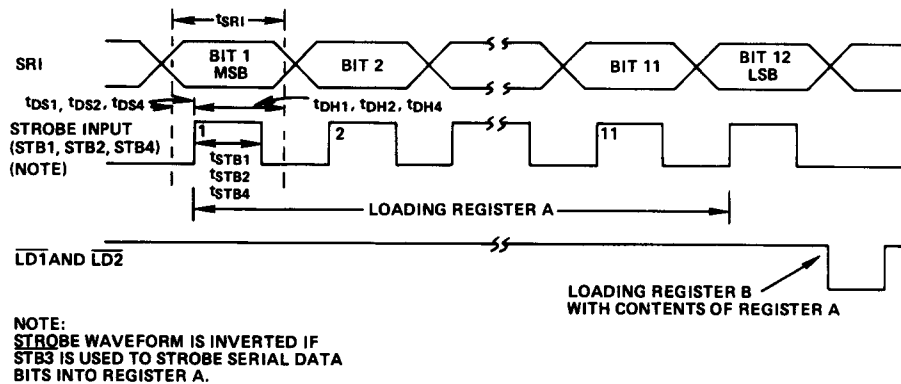 tSRI
SRI
BIT 1
MSB
BIT 2
BIT 11
BIT 12
LSB
tDS1, tDS2, tDS4
tDH1, tDH2, tDH4
STROBE INPUT
(STB1, STB2, STB4)
(NOTE)
1
2
11
tSTB1
tSTB2
tSTB4
LOADING REGISTER A
LD1 AND LD2
LOADING REGISTER B
WITH CONTENTS OF REGISTER A
NOTE:
STROBE WAVEFORM IS INVERTED IF
STB3 IS USED TO STROBE SERIAL DATA
BITS INTO REGISTER A.